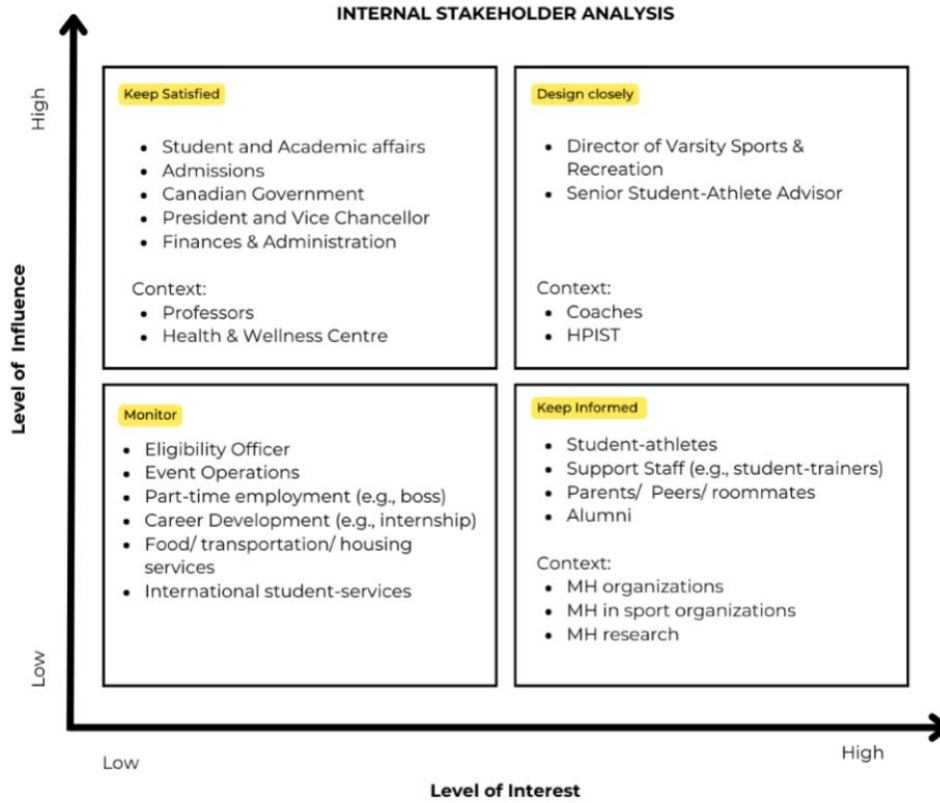 INTERNAL STAKEHOLDER ANALYSIS
High
Level of Influence
Low
Keep Satisfied
• Student and Academic affairs
• Admissions
• Canadian Government
• President and Vice Chancellor
• Finances & Administration
Context:
• Professors
• Health & Wellness Centre
Design closely
• Director of Varsity Sports &
Recreation
• Senior Student-Athlete Advisor
Context:
• Coaches
• HPIST
Monitor
• Eligibility Officer
• Event Operations
• Part-time employment (e.g., boss)
• Career Development (e.g., internship)
• Food/ transportation/ housing
services
• International student-services
Keep Informed
• Student-athletes
• Support Staff (e.g., student-trainers)
• Parents/ Peers/ roommates
• Alumni
Context:
• MH organizations
• MH in sport organizations
• MH research
Low
High
Level of Interest